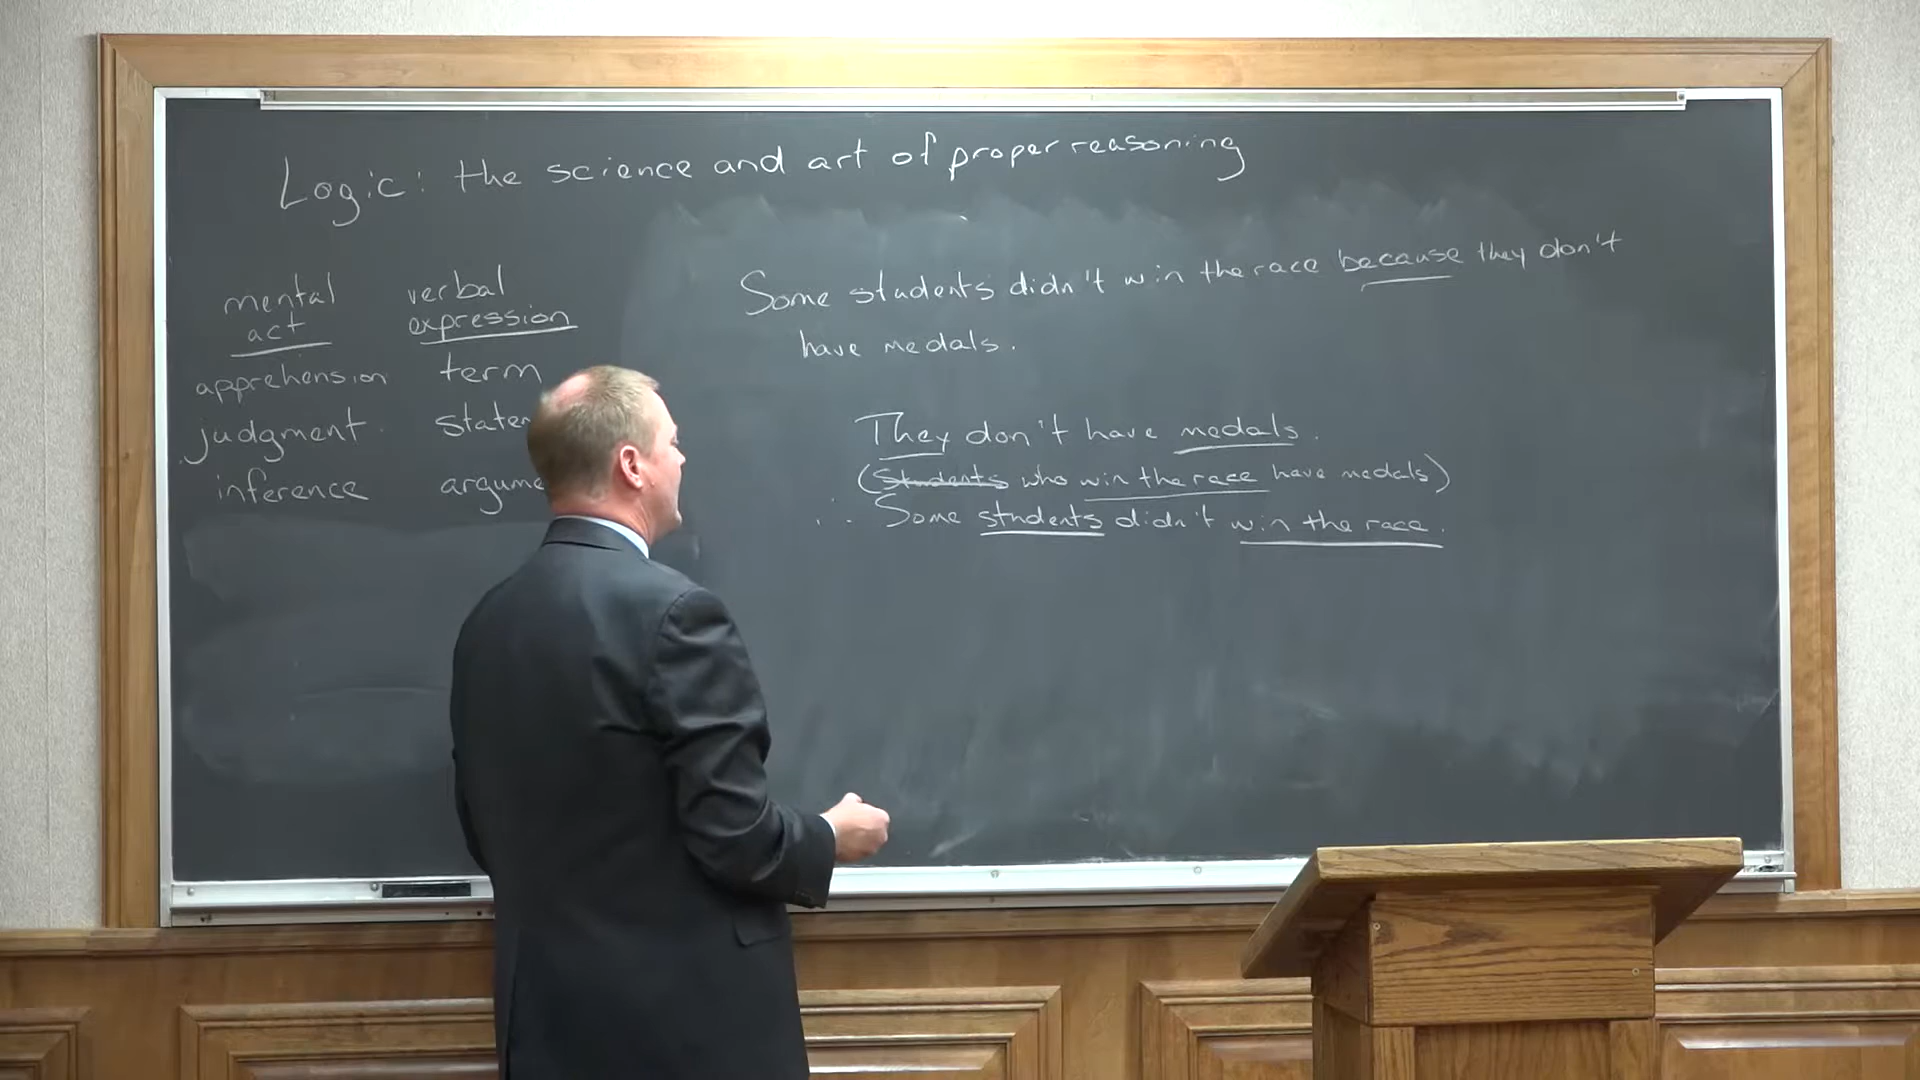 Logic: the science and art of proper reasoning
mental verbal
act expression
apprehension term
judgment statem
inference argume
Some students didn't win the race because they don't
have medals.
They don't have medals.
(Students who win the race have medals)
∴ Some students didn't win the race.